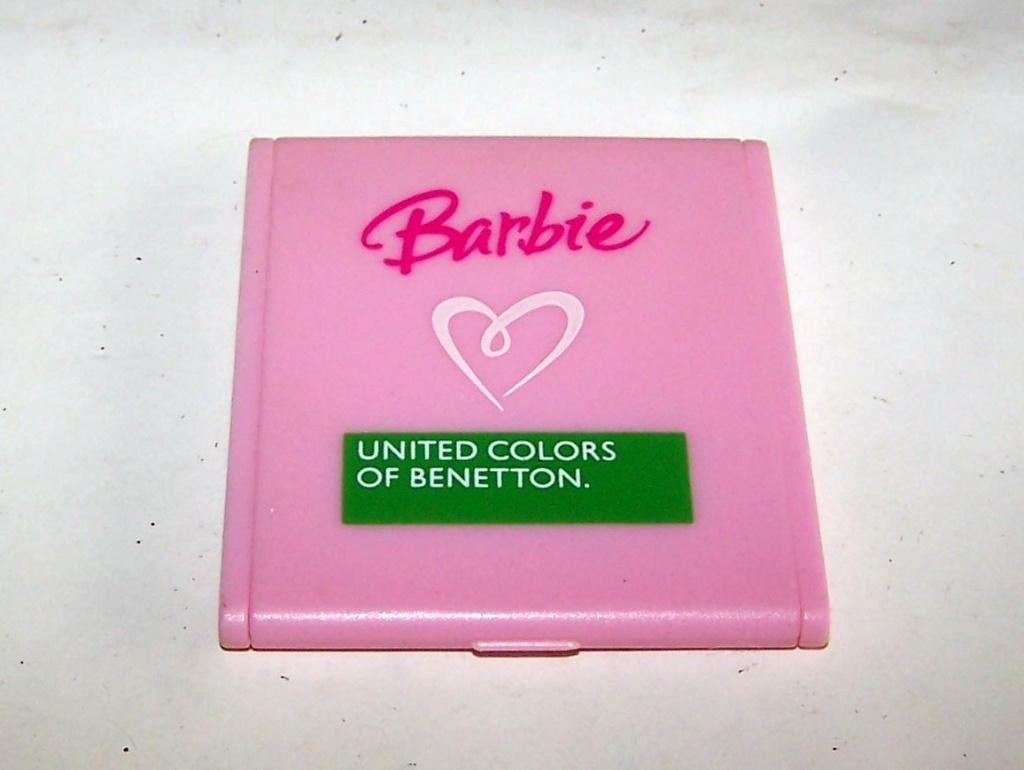 Barbie
UNITED COLORS
OF BENETTON.